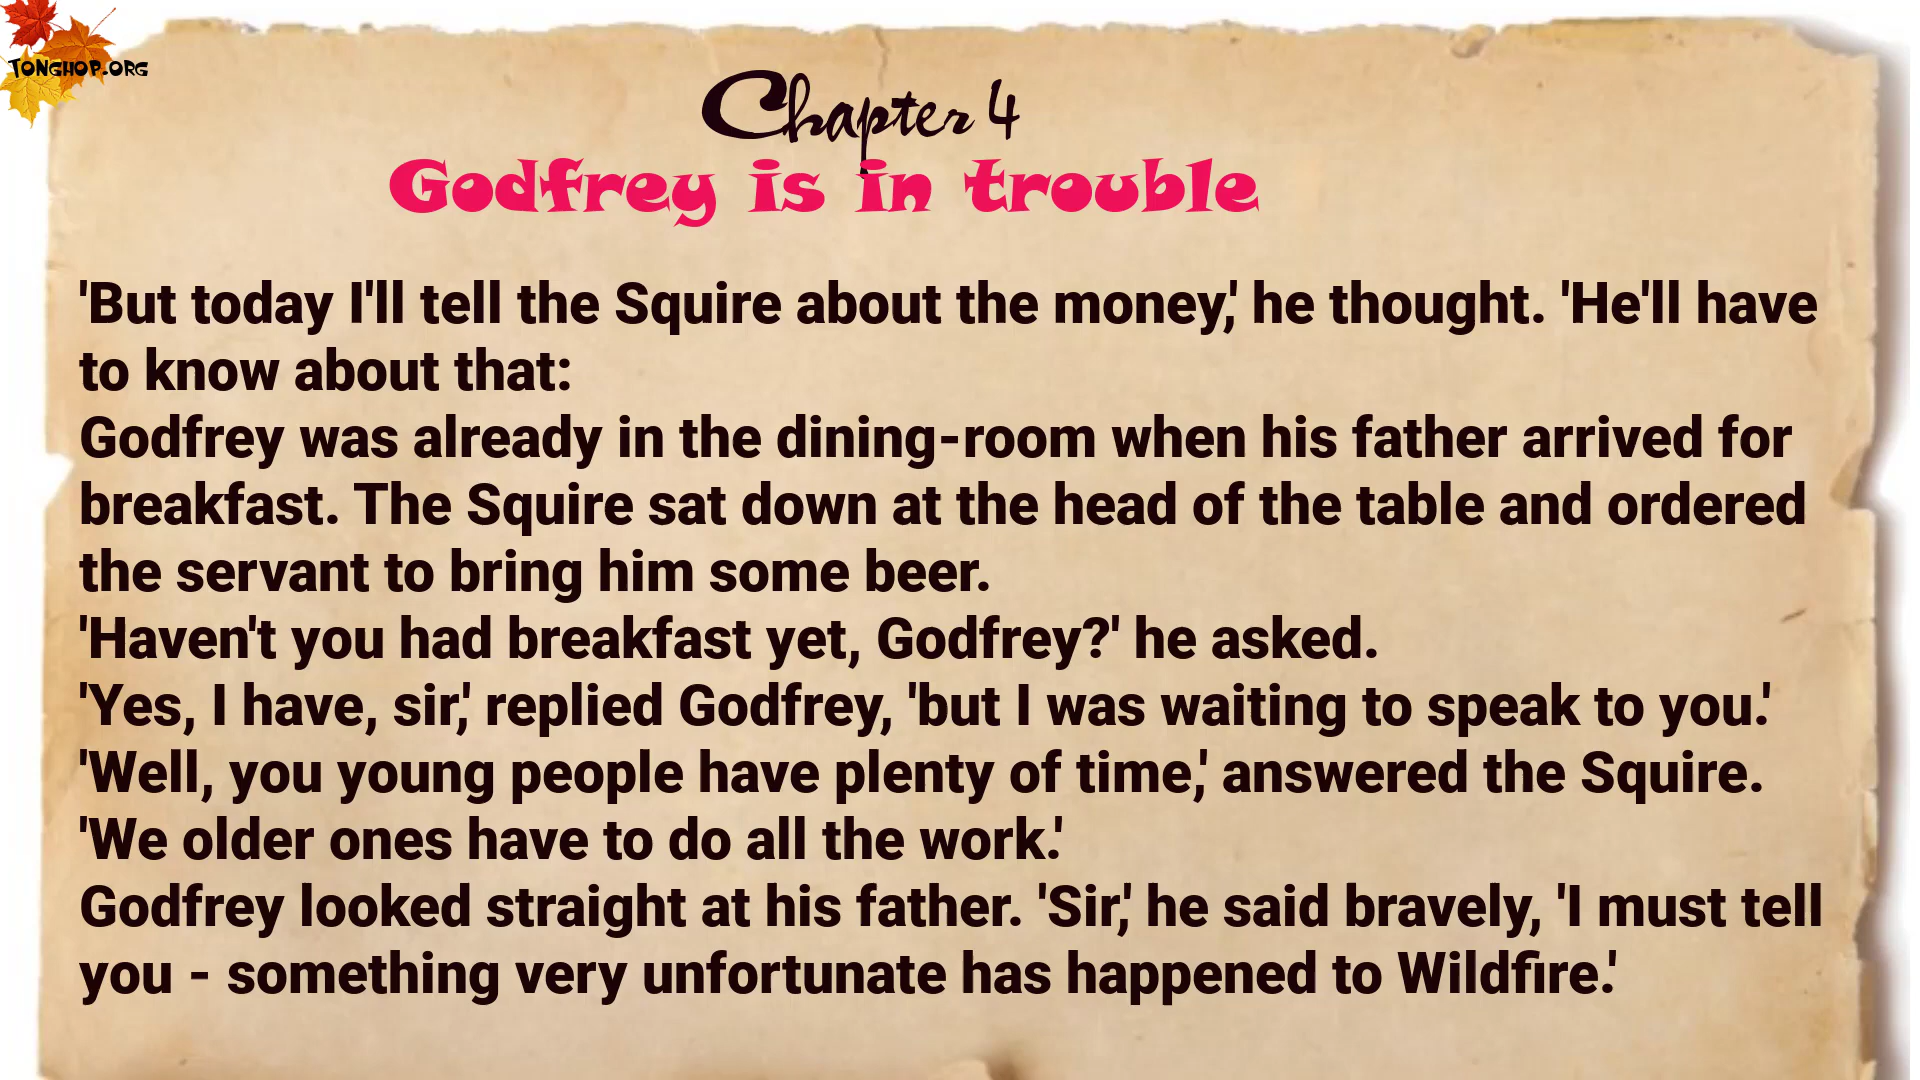 TONGHOP.ORG
Chapter 4
Godfrey is in trouble
'But today I'll tell the Squire about the money,' he thought. 'He'll have
to know about that:
Godfrey was already in the dining-room when his father arrived for
breakfast. The Squire sat down at the head of the table and ordered
the servant to bring him some beer.
'Haven't you had breakfast yet, Godfrey?' he asked.
'Yes, I have, sir,' replied Godfrey, 'but I was waiting to speak to you.'
'Well, you young people have plenty of time,' answered the Squire.
'We older ones have to do all the work.'
Godfrey looked straight at his father. 'Sir,' he said bravely, 'I must tell
you - something very unfortunate has happened to Wildfire.'